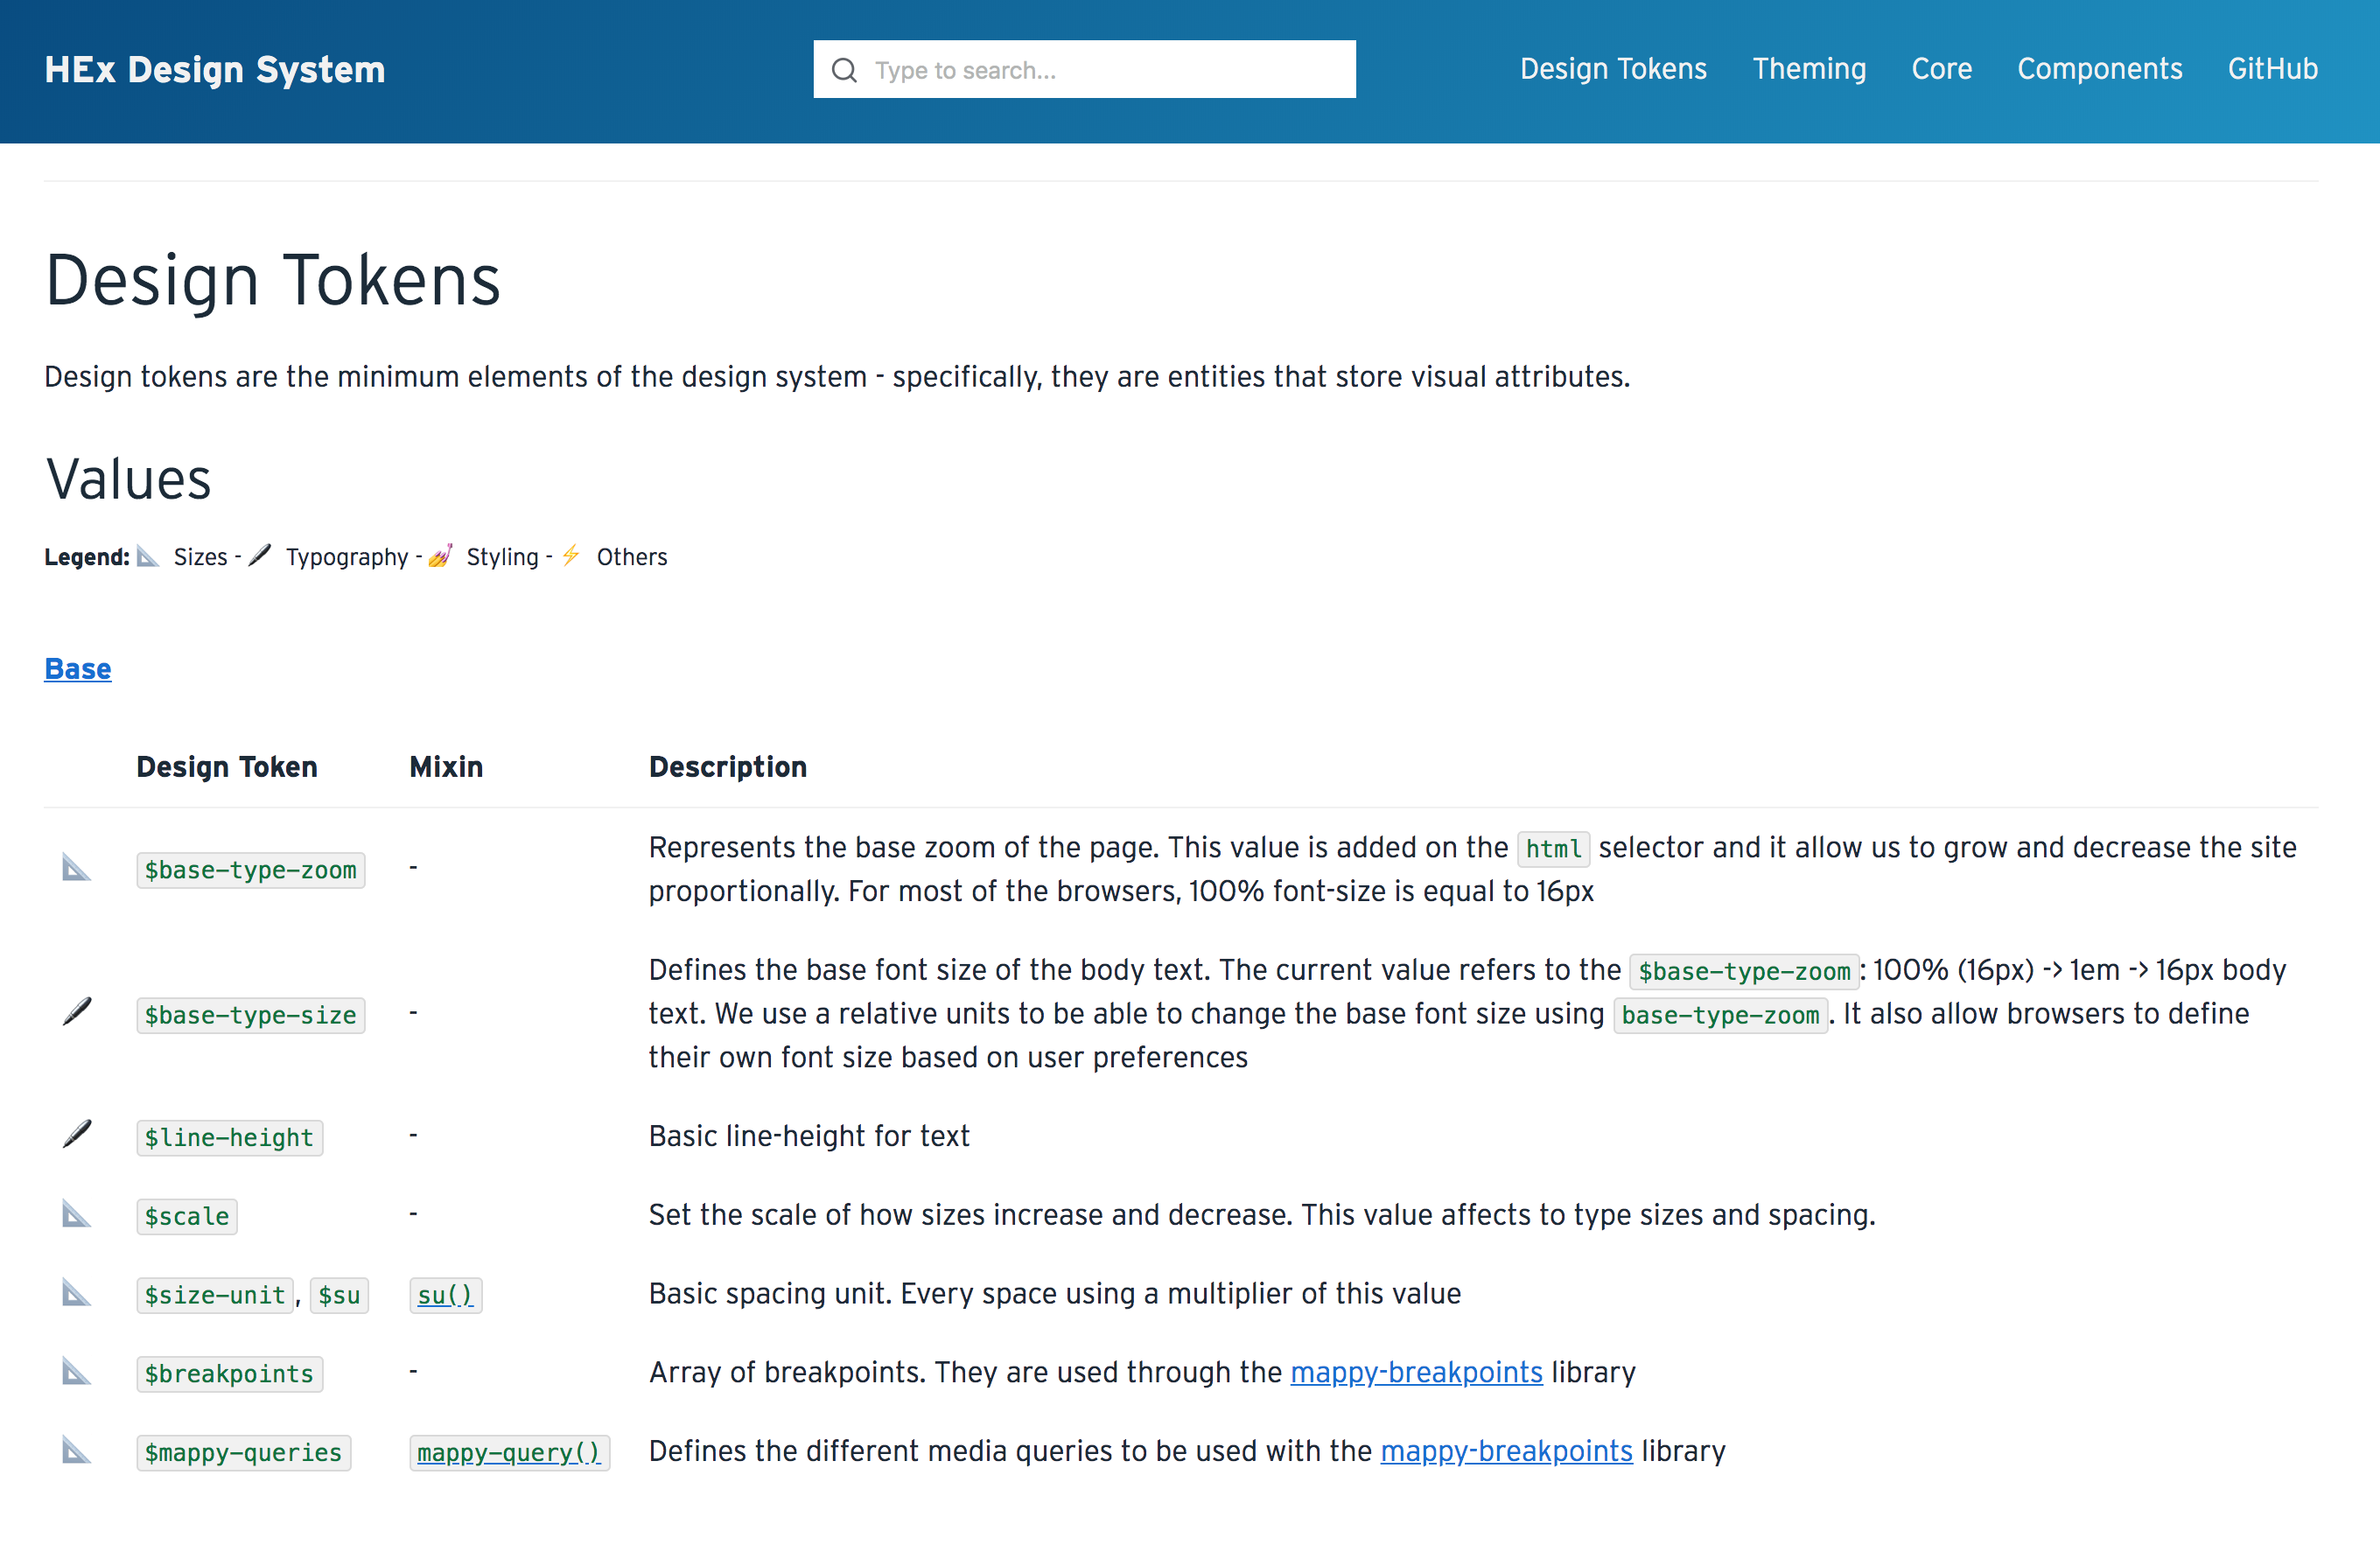 HEx Design System
Type to search...
Design Tokens Theming Core Components GitHub
Design Tokens
Design tokens are the minimum elements of the design system - specifically, they are entities that store visual attributes.
Values
Legend: 📐 Sizes - 🖋 Typography - 💅 Styling - ⚡ Others
Base
Design Token Mixin Description
📐 $base-type-zoom - Represents the base zoom of the page. This value is added on the html selector and it allow us to grow and decrease the site
proportionally. For most of the browsers, 100% font-size is equal to 16px
🖋 $base-type-size - Defines the base font size of the body text. The current value refers to the $base-type-zoom: 100% (16px) -> 1em -> 16px body
text. We use a relative units to be able to change the base font size using base-type-zoom. It also allow browsers to define
their own font size based on user preferences
🖋 $line-height - Basic line-height for text
📐 $scale - Set the scale of how sizes increase and decrease. This value affects to type sizes and spacing.
📐 $size-unit, $su su() Basic spacing unit. Every space using a multiplier of this value
📐 $breakpoints - Array of breakpoints. They are used through the mappy-breakpoints library
📐 $mappy-queries mappy-query() Defines the different media queries to be used with the mappy-breakpoints library